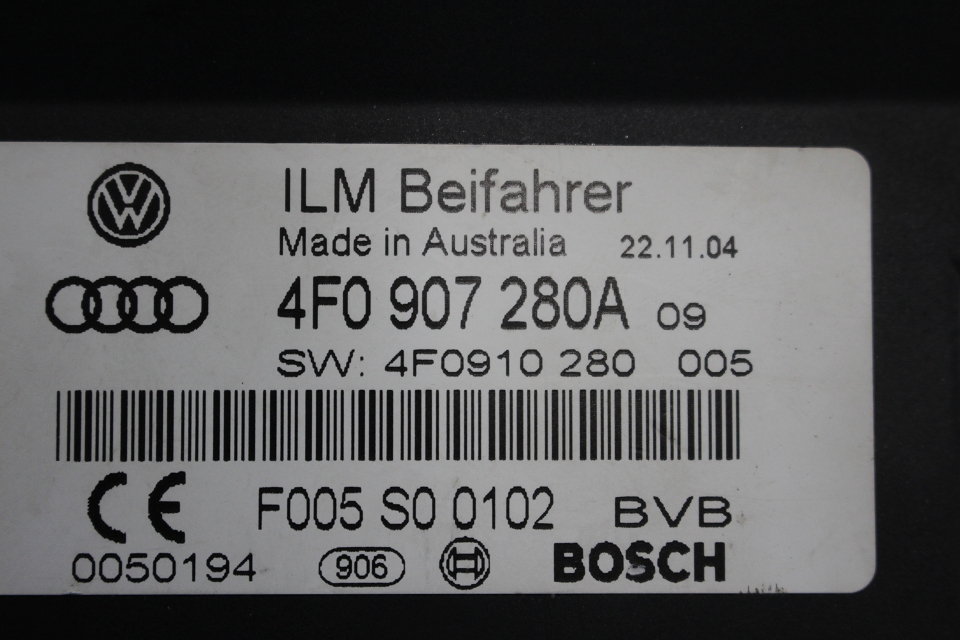 ILM Beifahrer
Made in Australia 22.11.04
4F0 907 280A 09
SW: 4F0910 280 005
CE F005 S0 0102 BVB
0050194 906 BOSCH